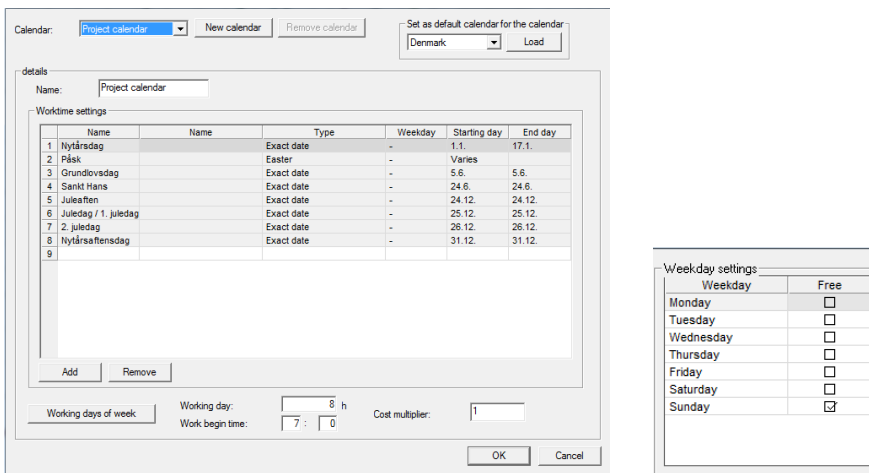 Calendar: Project calendar New calendar Remove calendar
Set as default calendar for the calendar
Denmark Load
details
Name: Project calendar
Worktime settings
Name Name Type Weekday Starting day End day
1 Nytårsdag Exact date - 1.1. 17.1.
2 Påsk Easter - Varies
3 Grundlovsdag Exact date - 5.6. 5.6.
4 Sankt Hans Exact date - 24.6. 24.6.
5 Juleaften Exact date - 24.12. 24.12.
6 Juledag / 1. juledag Exact date - 25.12. 25.12.
7 2. juledag Exact date - 26.12. 26.12.
8 Nytårsaftensdag Exact date - 31.12. 31.12.
9
Add Remove
Working days of week
Working day: 8 h
Work begin time: 7 : 0
Cost multiplier: 1
OK Cancel
Weekday settings
Weekday Free
Monday
Tuesday
Wednesday
Thursday
Friday
Saturday
Sunday